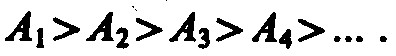 A₁ > A₂ > A₃ > A₄ > ... .